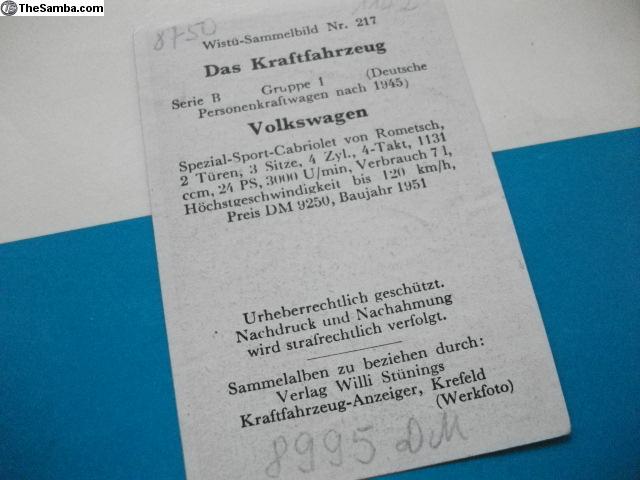 TheSamba.com
8750
1142
Wistü-Sammelbild Nr. 217
Das Kraftfahrzeug
Serie B Gruppe 1 (Deutsche
Personenkraftwagen nach 1945)
Volkswagen
Spezial-Sport-Cabriolet von Rometsch,
2 Türen, 3 Sitze, 4 Zyl., 4-Takt, 1131
ccm, 24 PS, 3000 U/min, Verbrauch 7 l,
Höchstgeschwindigkeit bis 120 km/h,
Preis DM 9250, Baujahr 1951
Urheberrechtlich geschützt.
Nachdruck und Nachahmung
wird strafrechtlich verfolgt.
Sammelalben zu beziehen durch:
Verlag Willi Stünings
Kraftfahrzeug-Anzeiger, Krefeld
(Werkfoto)
8995 DM